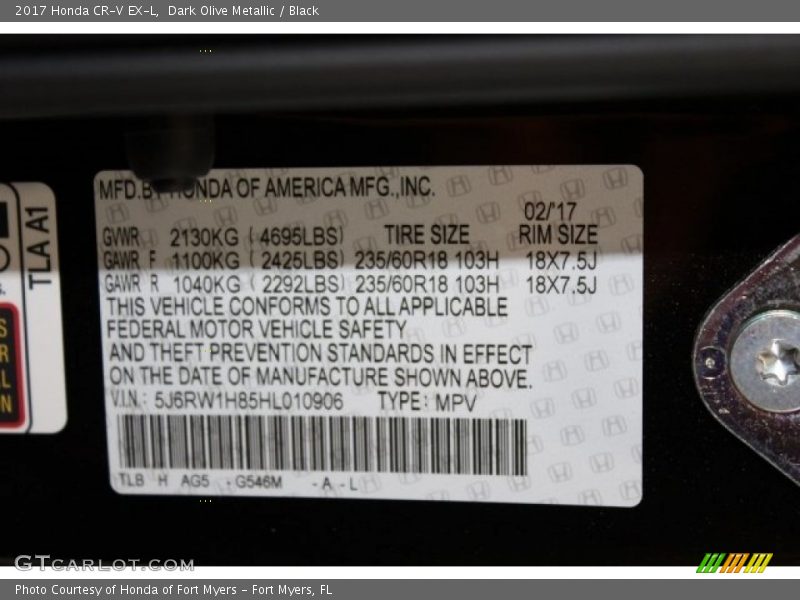 2017 Honda CR-V EX-L, Dark Olive Metallic / Black
MFD.BY HONDA OF AMERICA MFG.,INC.
02/'17
GVWR 2130KG ( 4695LBS) TIRE SIZE RIM SIZE
GAWR F 1100KG ( 2425LBS) 235/60R18 103H 18X7.5J
GAWR R 1040KG ( 2292LBS) 235/60R18 103H 18X7.5J
THIS VEHICLE CONFORMS TO ALL APPLICABLE
FEDERAL MOTOR VEHICLE SAFETY
AND THEFT PREVENTION STANDARDS IN EFFECT
ON THE DATE OF MANUFACTURE SHOWN ABOVE.
V.I.N.: 5J6RW1H85HL010906 TYPE: MPV
TLB H AG5 - G546M - A - L
TLA A1
GTCARLOT.COM
Photo Courtesy of Honda of Fort Myers - Fort Myers, FL